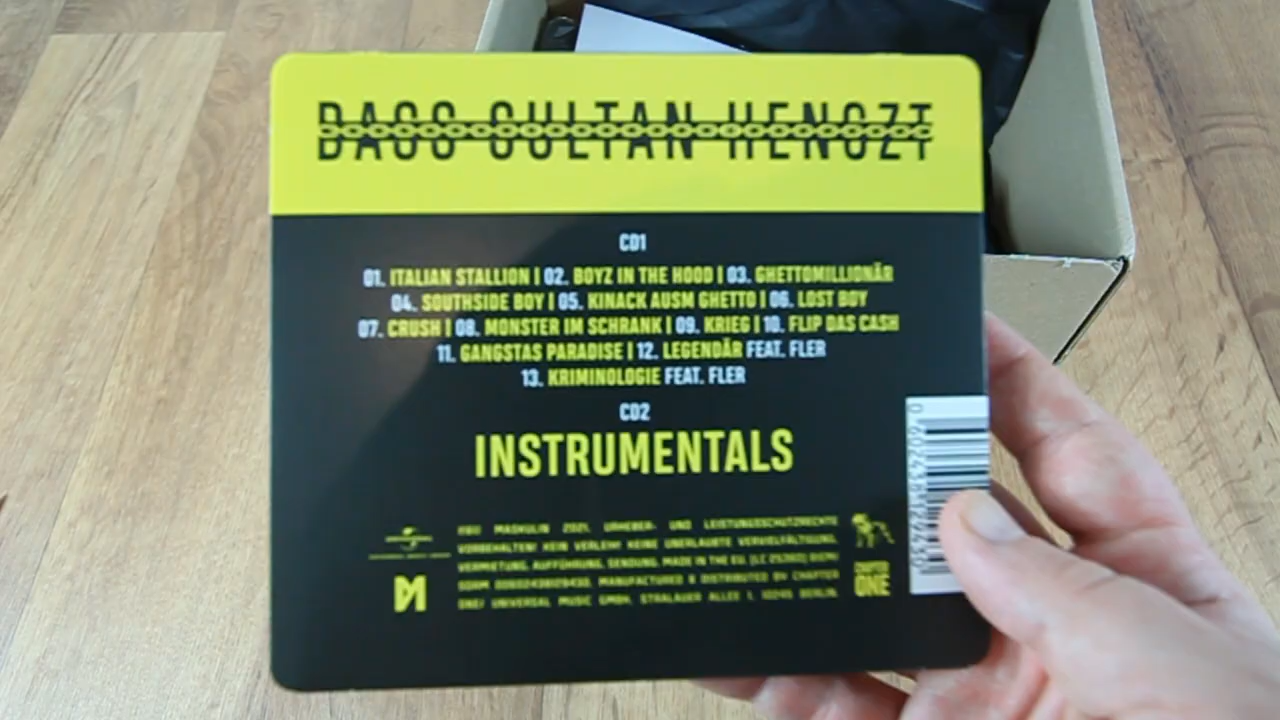 BASS SULTAN HENGZT
CD1
01. ITALIAN STALLION | 02. BOYZ IN THE HOOD | 03. GHETTOMILLIONÄR
04. SOUTHSIDE BOY | 05. KINACK AUSM GHETTO | 06. LOST BOY
07. CRUSH | 08. MONSTER IM SCHRANK | 09. KRIEG | 10. FLIP DAS CASH
11. GANGSTAS PARADISE | 12. LEGENDÄR FEAT. FLER
13. KRIMINOLOGIE FEAT. FLER
CD2
INSTRUMENTALS
MASKULIN 2021. URHEBER- UND LEISTUNGSSCHUTZRECHTE
VORBEHALTEN! KEIN VERLEIH! KEINE UNERLAUBTE VERVIELFÄLTIGUNG,
VERMIETUNG, AUFFÜHRUNG, SENDUNG. MADE IN THE EU.
MANUFACTURED & DISTRIBUTED BY CHAPTER
ONE/ UNIVERSAL MUSIC GMBH, STRALAUER ALLEE 1, 10245 BERLIN.
CHAPTER
ONE